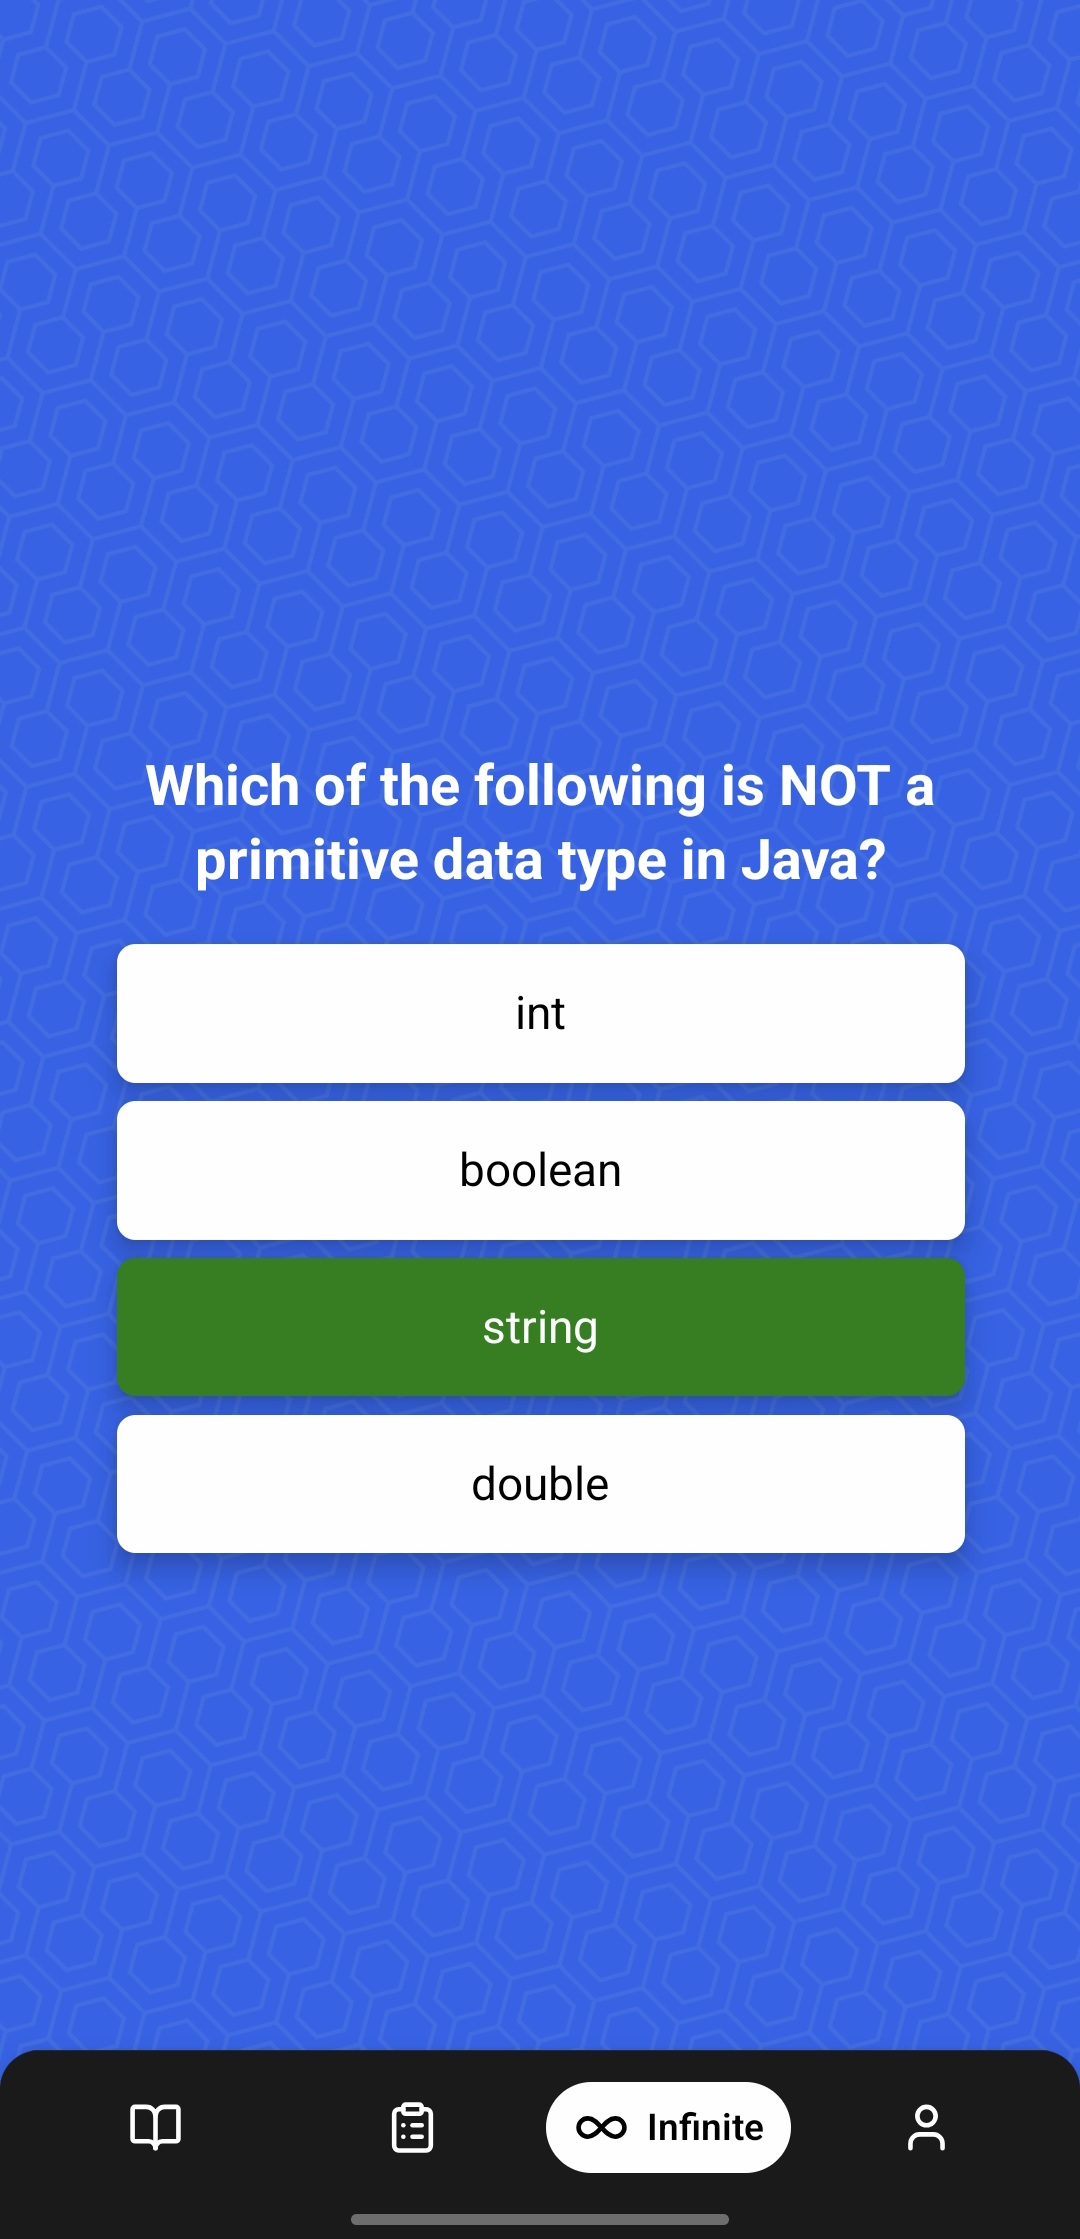 Which of the following is NOT a
primitive data type in Java?
int
boolean
string
double
Infinite